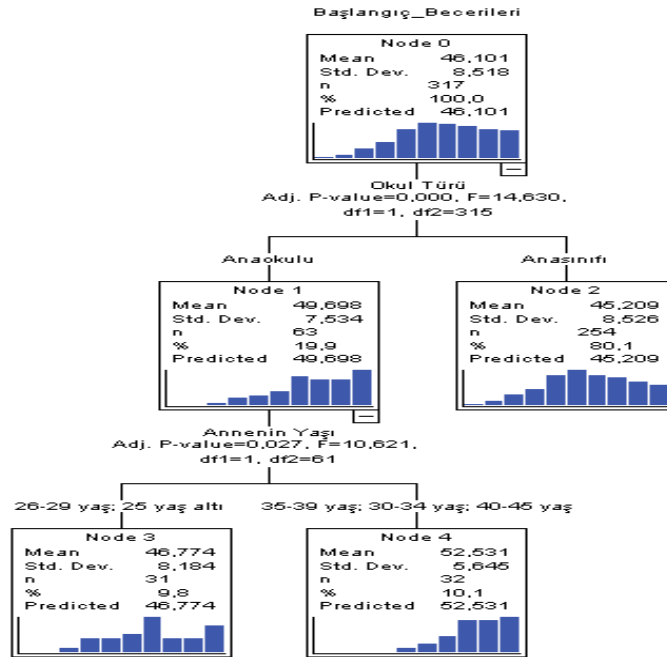 Başlangıç_Becerileri
Node 0
Mean 46,101
Std. Dev. 8,518
n 317
% 100,0
Predicted 46,101
Okul Türü
Adj. P-value=0,000, F=14,630,
df1=1, df2=315
Anaokulu
Anasınıfı
Node 1
Mean 49,698
Std. Dev. 7,534
n 63
% 19,9
Predicted 49,698
Node 2
Mean 45,209
Std. Dev. 8,526
n 254
% 80,1
Predicted 45,209
Annenin Yaşı
Adj. P-value=0,027, F=10,621,
df1=1, df2=61
26-29 yaş; 25 yaş altı
35-39 yaş; 30-34 yaş; 40-45 yaş
Node 3
Mean 46,774
Std. Dev. 8,184
n 31
% 9,8
Predicted 46,774
Node 4
Mean 52,531
Std. Dev. 5,645
n 32
% 10,1
Predicted 52,531